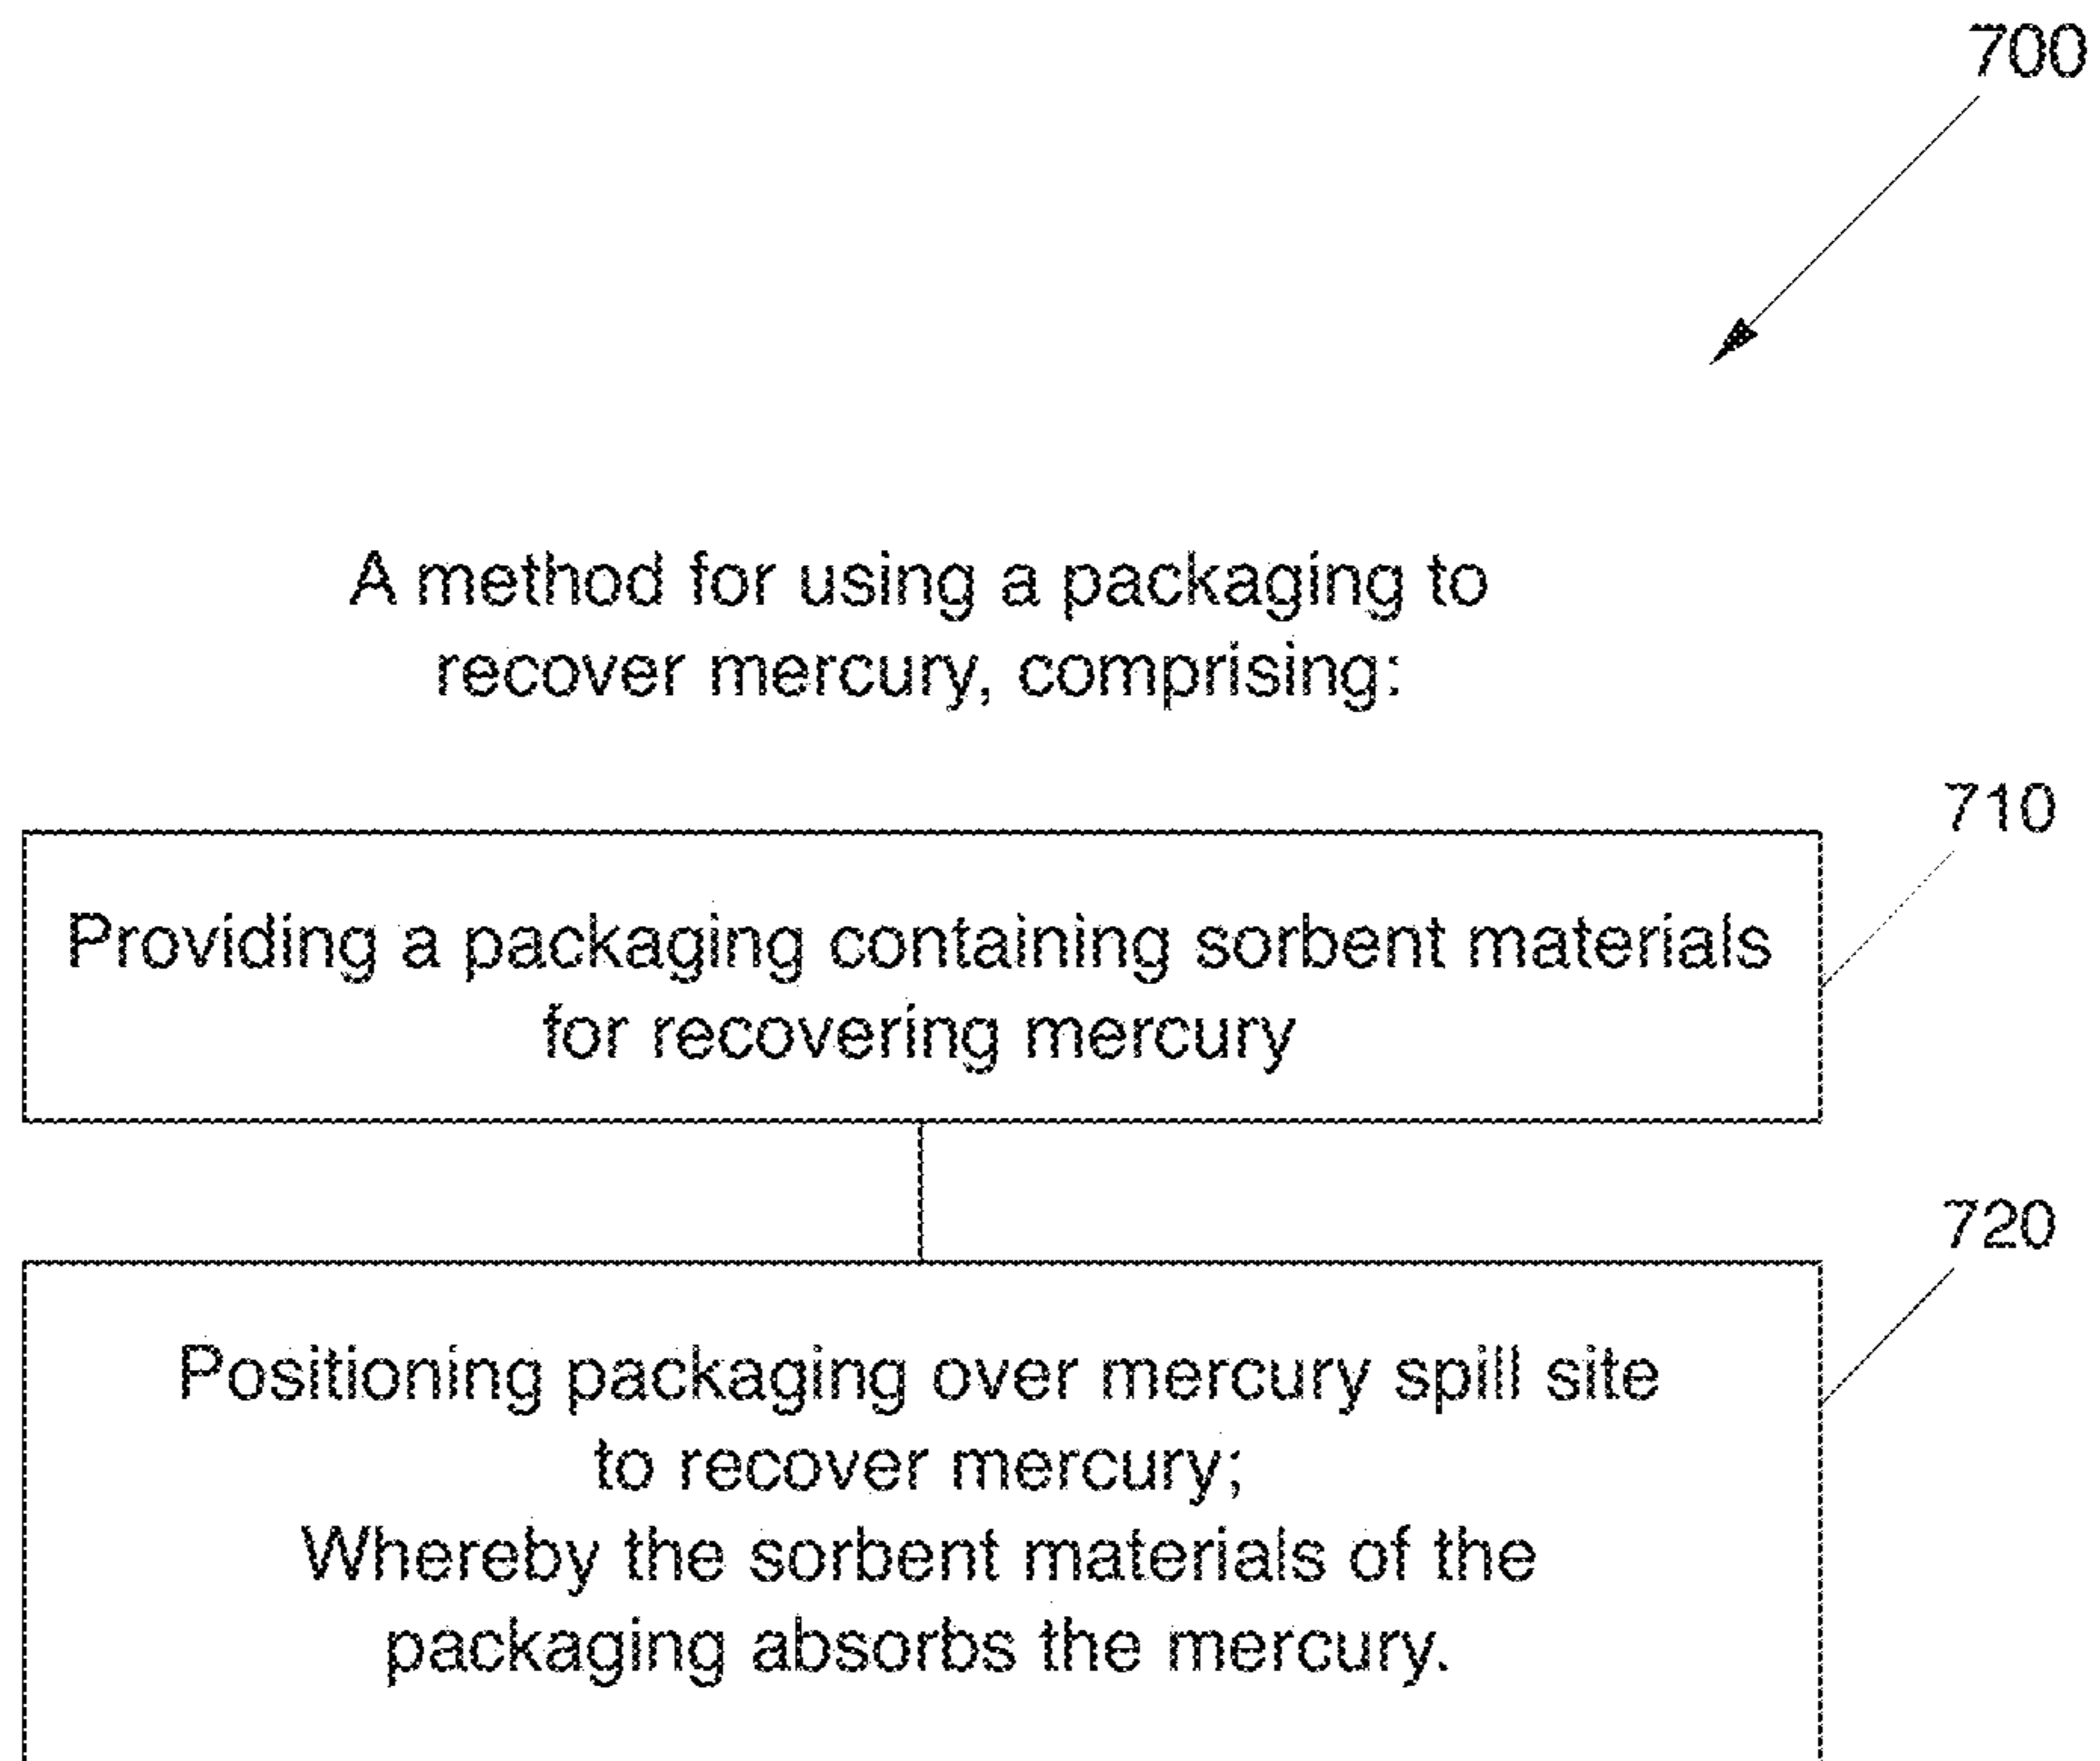 700
A method for using a packaging to
recover mercury, comprising:
710
Providing a packaging containing sorbent materials
for recovering mercury
720
Positioning packaging over mercury spill site
to recover mercury;
Whereby the sorbent materials of the
packaging absorbs the mercury.